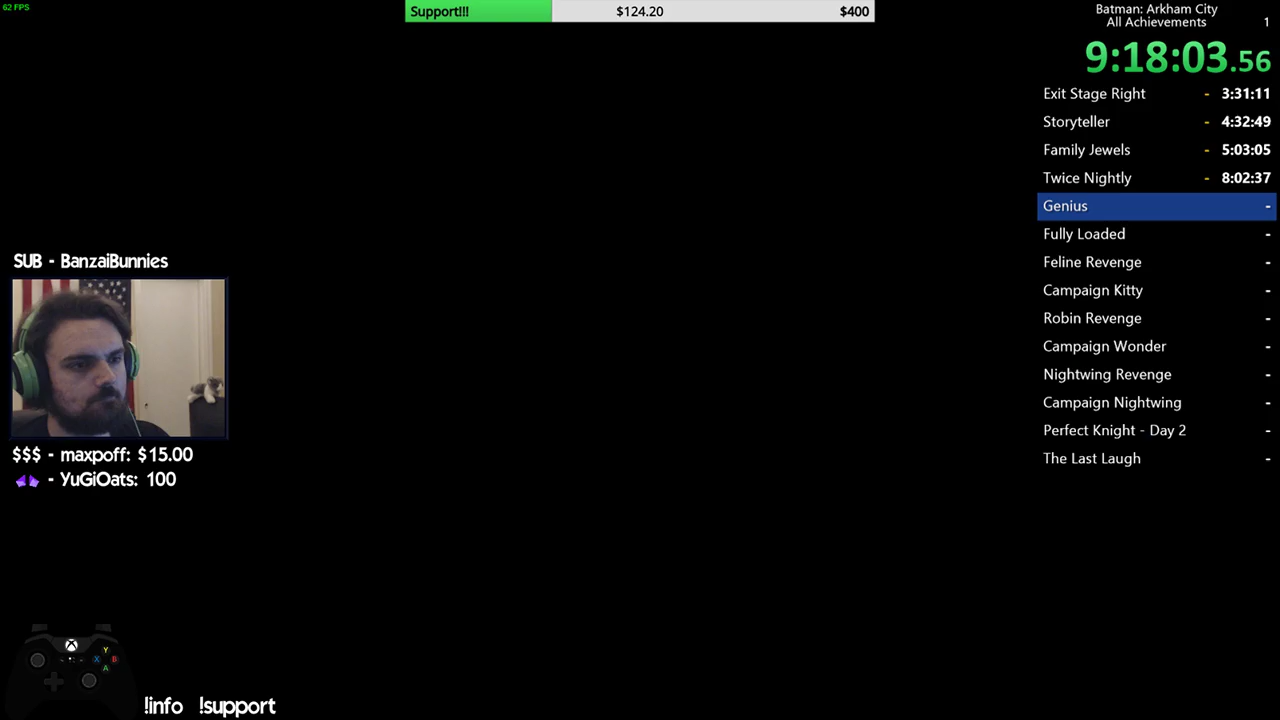 62 FPS
Support!!! $124.20 $400
Batman: Arkham City
All Achievements 1
9:18:03.56
Exit Stage Right - 3:31:11
Storyteller - 4:32:49
Family Jewels - 5:03:05
Twice Nightly - 8:02:37
Genius -
Fully Loaded -
Feline Revenge -
Campaign Kitty -
Robin Revenge -
Campaign Wonder -
Nightwing Revenge -
Campaign Nightwing -
Perfect Knight - Day 2 -
The Last Laugh -
SUB - BanzaiBunnies
$$$ - maxpoff: $15.00
- YuGiOats: 100
Y
X B
A
!info !support